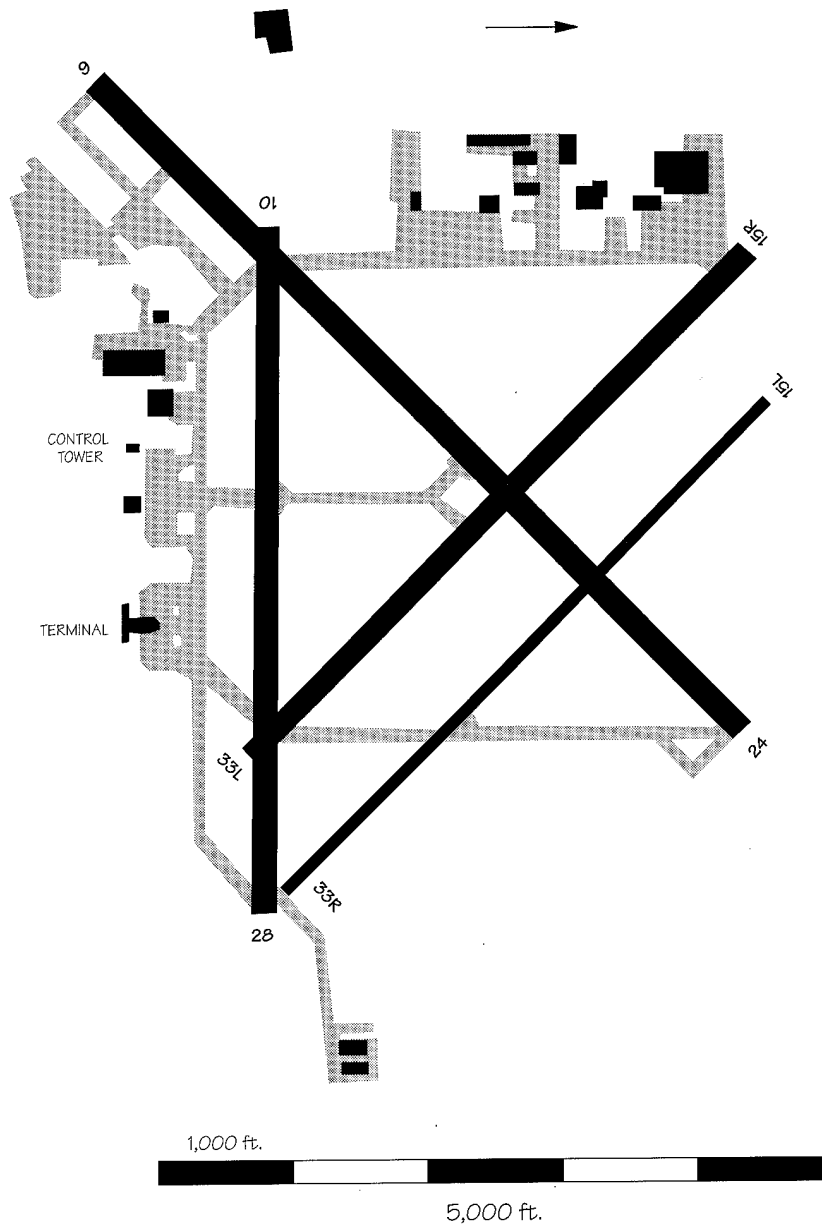 6
10
15R
15L
CONTROL
TOWER
TERMINAL
24
33L
33R
28
1,000 ft.
5,000 ft.